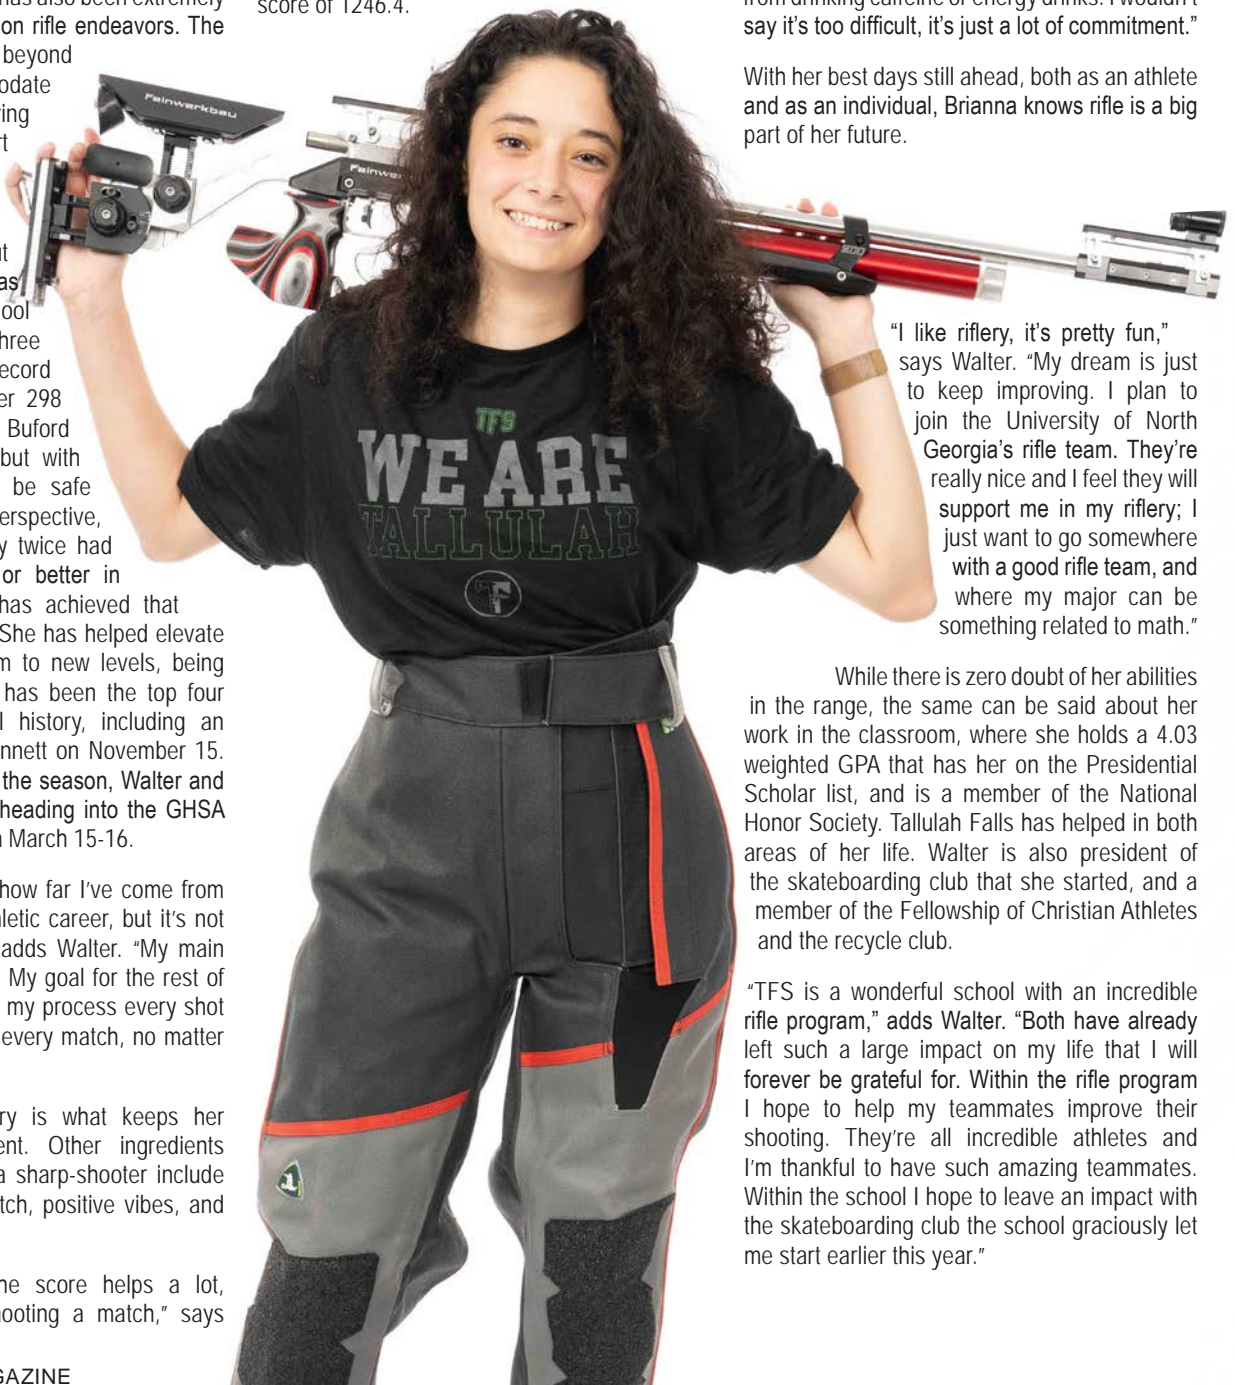 has also been extremely
on rifle endeavors. The
beyond
odate
ring
rt
ut
as
ool
hree
ecord
er 298
Buford
but with
be safe
erspective,
y twice had
or better in
has achieved that
She has helped elevate
m to new levels, being
has been the top four
l history, including an
nnett on November 15.
the season, Walter and
heading into the GHSA
n March 15-16.
how far I've come from
hletic career, but it's not
adds Walter. “My main
My goal for the rest of
my process every shot
every match, no matter
ry is what keeps her
ent. Other ingredients
a sharp-shooter include
tch, positive vibes, and
he score helps a lot,
hooting a match,” says
GAZINE
score of 1246.4.
Feinwerkbau
Feinwer
TFS
WE ARE
TALLULAH
from drinking caffeine or energy drinks. I wouldn't
say it's too difficult, it's just a lot of commitment.”
With her best days still ahead, both as an athlete
and as an individual, Brianna knows rifle is a big
part of her future.
“I like riflery, it's pretty fun,”
says Walter. “My dream is just
to keep improving. I plan to
join the University of North
Georgia's rifle team. They're
really nice and I feel they will
support me in my riflery; I
just want to go somewhere
with a good rifle team, and
where my major can be
something related to math.”
While there is zero doubt of her abilities
in the range, the same can be said about her
work in the classroom, where she holds a 4.03
weighted GPA that has her on the Presidential
Scholar list, and is a member of the National
Honor Society. Tallulah Falls has helped in both
areas of her life. Walter is also president of
the skateboarding club that she started, and a
member of the Fellowship of Christian Athletes
and the recycle club.
“TFS is a wonderful school with an incredible
rifle program,” adds Walter. “Both have already
left such a large impact on my life that I will
forever be grateful for. Within the rifle program
I hope to help my teammates improve their
shooting. They're all incredible athletes and
I'm thankful to have such amazing teammates.
Within the school I hope to leave an impact with
the skateboarding club the school graciously let
me start earlier this year.”